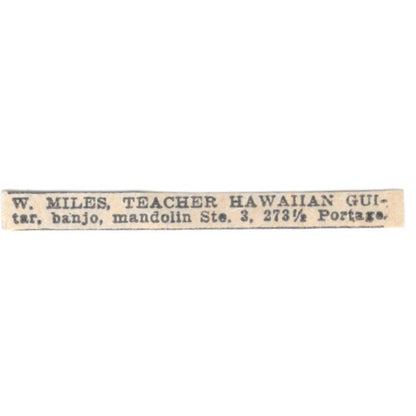 W. MILES, TEACHER HAWAIIAN GUI-
tar, banjo, mandolin Ste. 3, 273½ Portage.